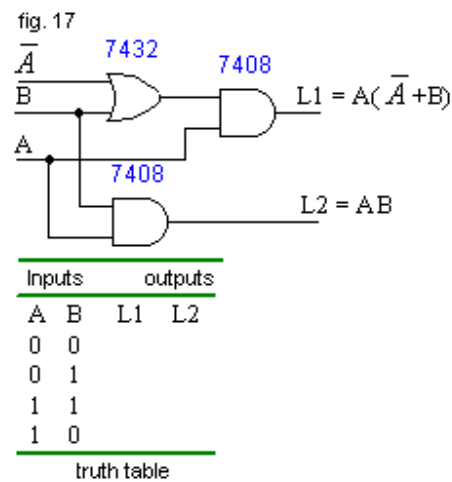 fig. 17
A̅
7432
7408
B
L1 = A( A̅ +B)
A
7408
L2 = AB
Inputs outputs
A B L1 L2
0 0
0 1
1 1
1 0
truth table